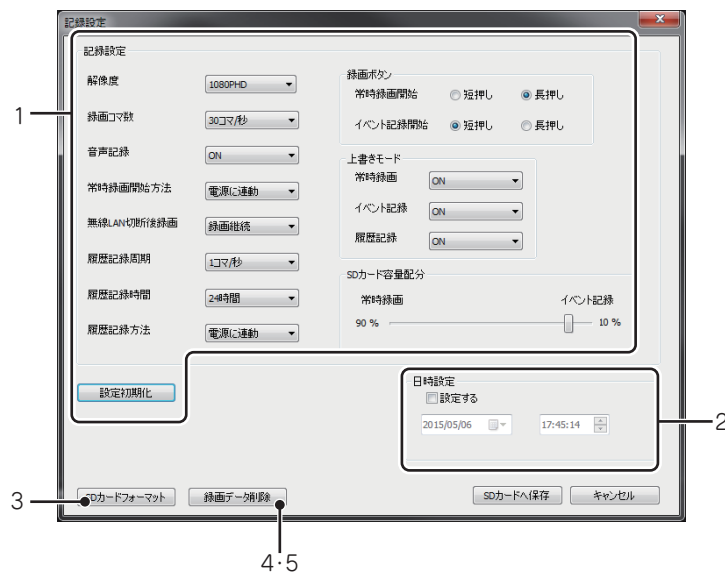 記録設定
記録設定
解像度 1080PHD
録画コマ数 30コマ/秒
音声記録 ON
常時録画開始方法 電源に連動
無線LAN切断後録画 録画継続
履歴記録周期 1コマ/秒
履歴記録時間 24時間
履歴記録方法 電源に連動
録画ボタン
常時録画開始 短押し 長押し
イベント記録開始 短押し 長押し
上書きモード
常時録画 ON
イベント記録 ON
履歴記録 ON
SDカード容量配分
常時録画 イベント記録
90 % 10 %
設定初期化
日時設定
設定する
2015/05/06 17:45:14
SDカードフォーマット 録画データ削除 SDカードへ保存 キャンセル
1
2
3
4・5